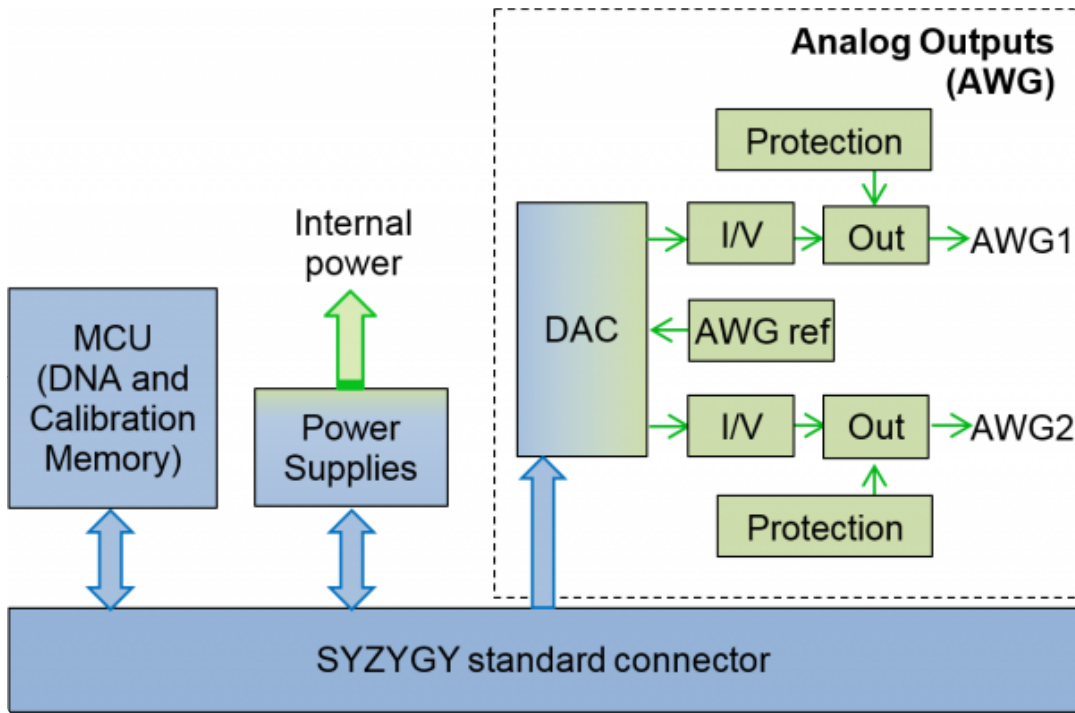 Analog Outputs
(AWG)
Protection
Internal
power
I/V
Out
AWG1
MCU
(DNA and
Calibration
Memory)
DAC
AWG ref
Power
Supplies
I/V
Out
AWG2
Protection
SYZYGY standard connector